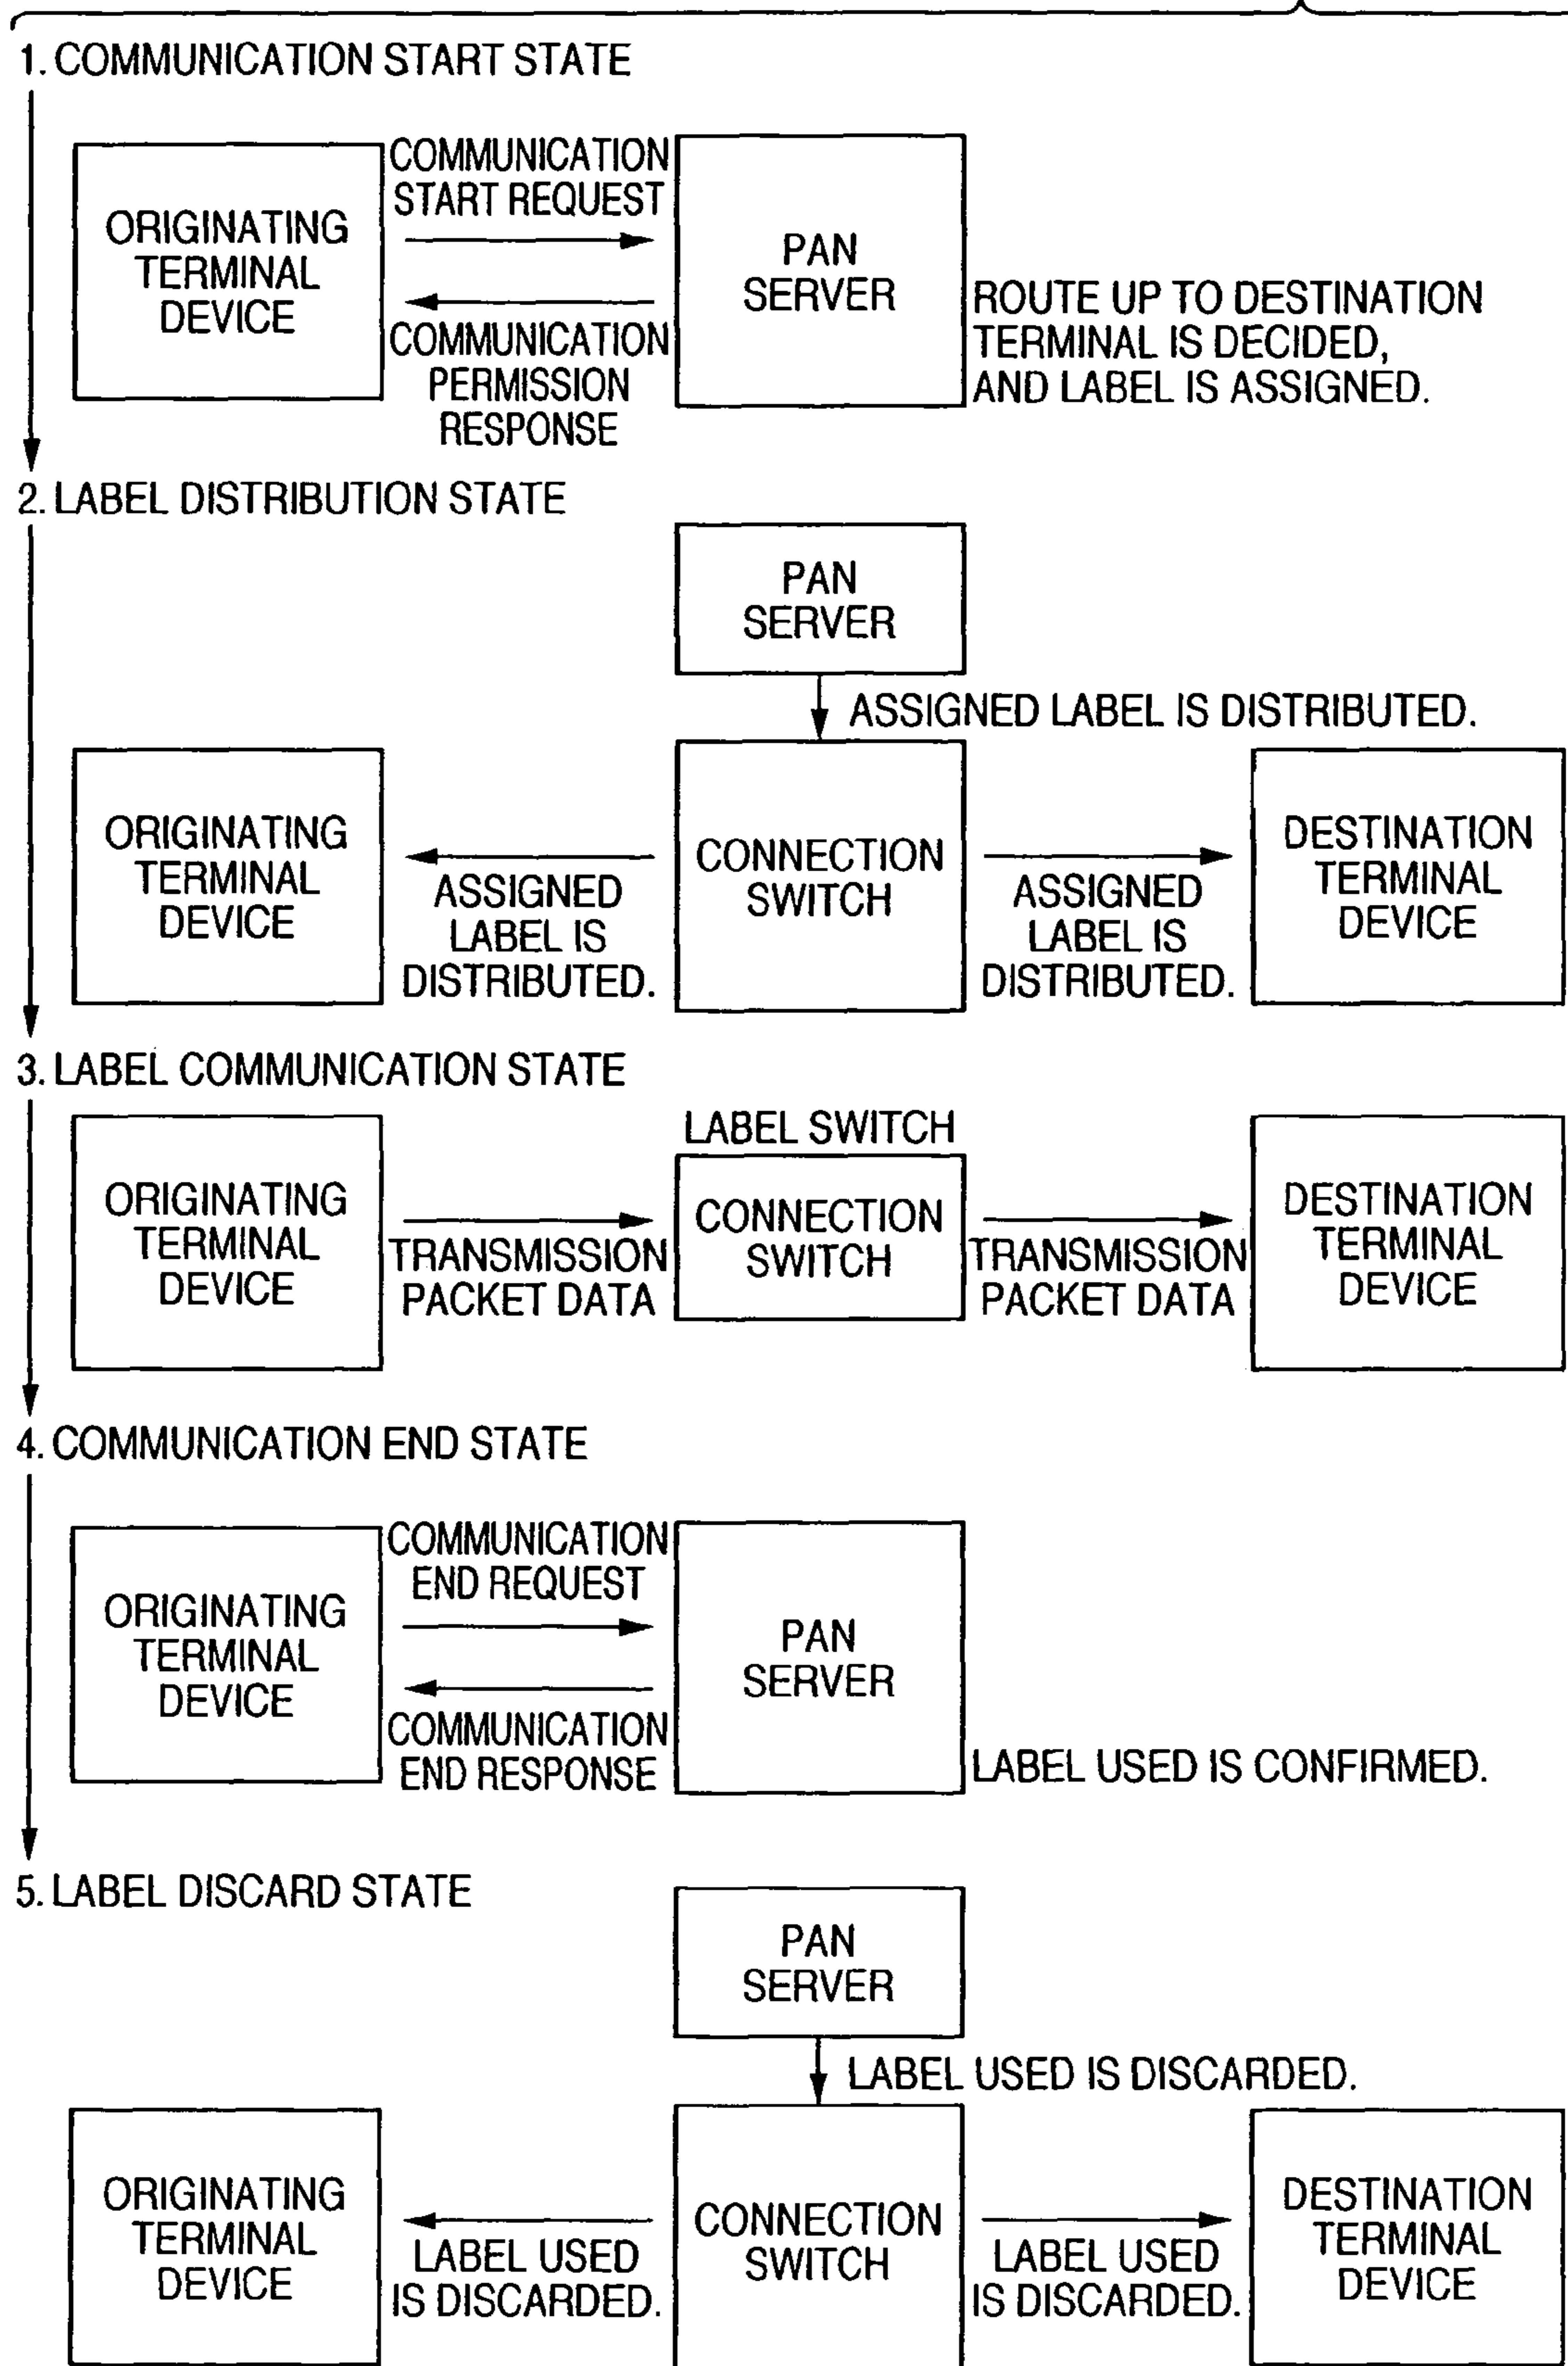 1. COMMUNICATION START STATE
ORIGINATING
TERMINAL
DEVICE
COMMUNICATION
START REQUEST
COMMUNICATION
PERMISSION
RESPONSE
PAN
SERVER
ROUTE UP TO DESTINATION
TERMINAL IS DECIDED,
AND LABEL IS ASSIGNED.
2. LABEL DISTRIBUTION STATE
PAN
SERVER
ASSIGNED LABEL IS DISTRIBUTED.
ORIGINATING
TERMINAL
DEVICE
ASSIGNED
LABEL IS
DISTRIBUTED.
CONNECTION
SWITCH
ASSIGNED
LABEL IS
DISTRIBUTED.
DESTINATION
TERMINAL
DEVICE
3. LABEL COMMUNICATION STATE
ORIGINATING
TERMINAL
DEVICE
TRANSMISSION
PACKET DATA
LABEL SWITCH
CONNECTION
SWITCH
TRANSMISSION
PACKET DATA
DESTINATION
TERMINAL
DEVICE
4. COMMUNICATION END STATE
ORIGINATING
TERMINAL
DEVICE
COMMUNICATION
END REQUEST
COMMUNICATION
END RESPONSE
PAN
SERVER
LABEL USED IS CONFIRMED.
5. LABEL DISCARD STATE
PAN
SERVER
LABEL USED IS DISCARDED.
ORIGINATING
TERMINAL
DEVICE
LABEL USED
IS DISCARDED.
CONNECTION
SWITCH
LABEL USED
IS DISCARDED.
DESTINATION
TERMINAL
DEVICE